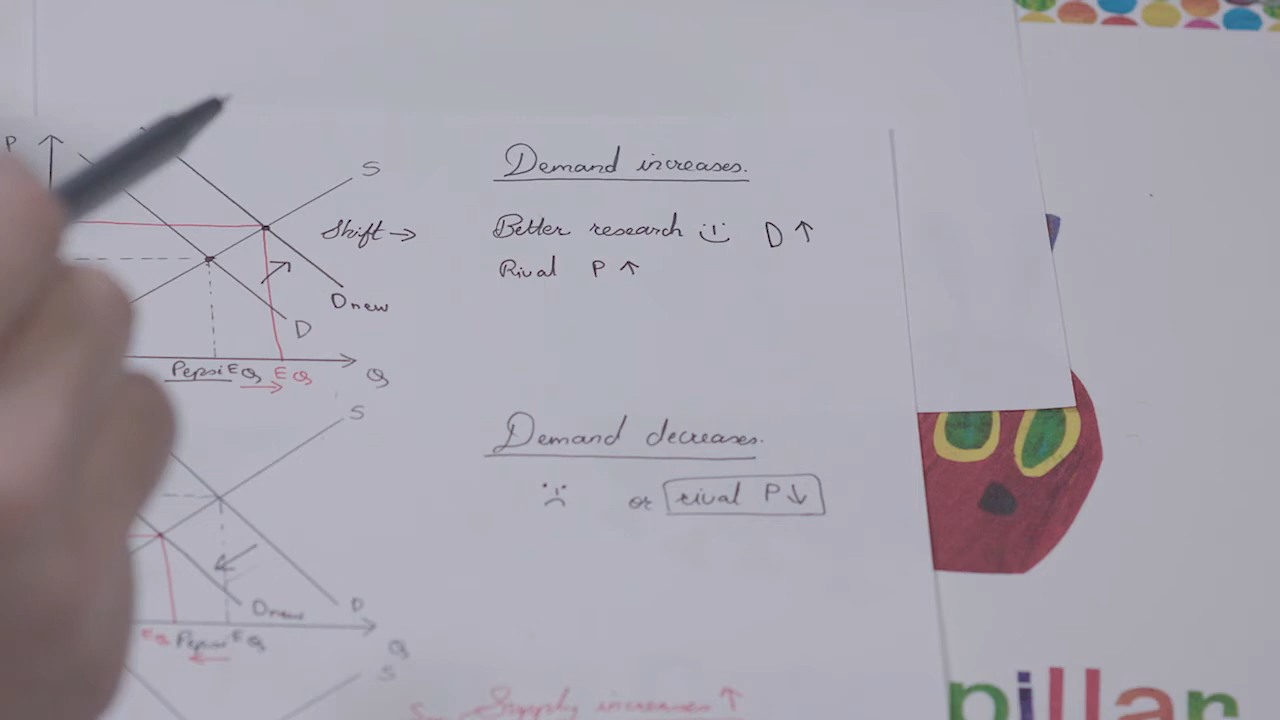 P
S
Shift →
Dnew
D
Pepsi EQ EQ
Q
Demand increases.
Better research :) D ↑
Rival P ↑
S
Dnew
D
EQ Pepsi EQ
Q
Demand decreases.
:( or rival P ↓
S
Supply increases ↑
pillar